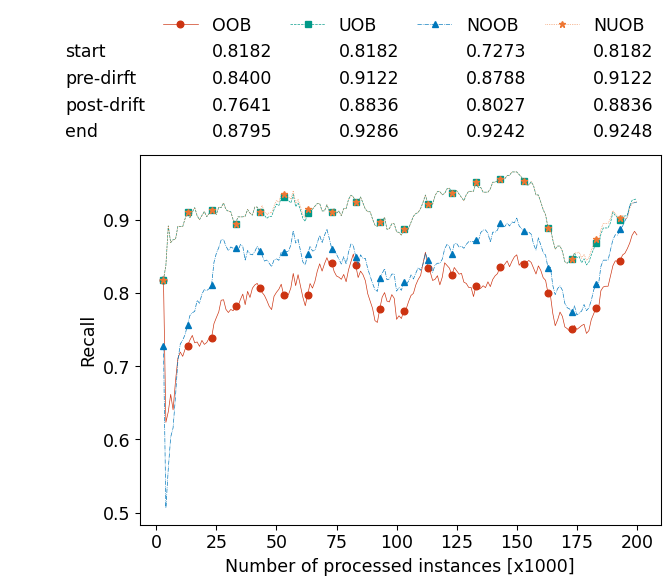 OOB UOB NOOB NUOB
start 0.8182 0.8182 0.7273 0.8182
pre-dirft 0.8400 0.9122 0.8788 0.9122
post-drift 0.7641 0.8836 0.8027 0.8836
end 0.8795 0.9286 0.9242 0.9248
0.9
0.8
0.7
0.6
0.5
Recall
0 25 50 75 100 125 150 175 200
Number of processed instances [x1000]